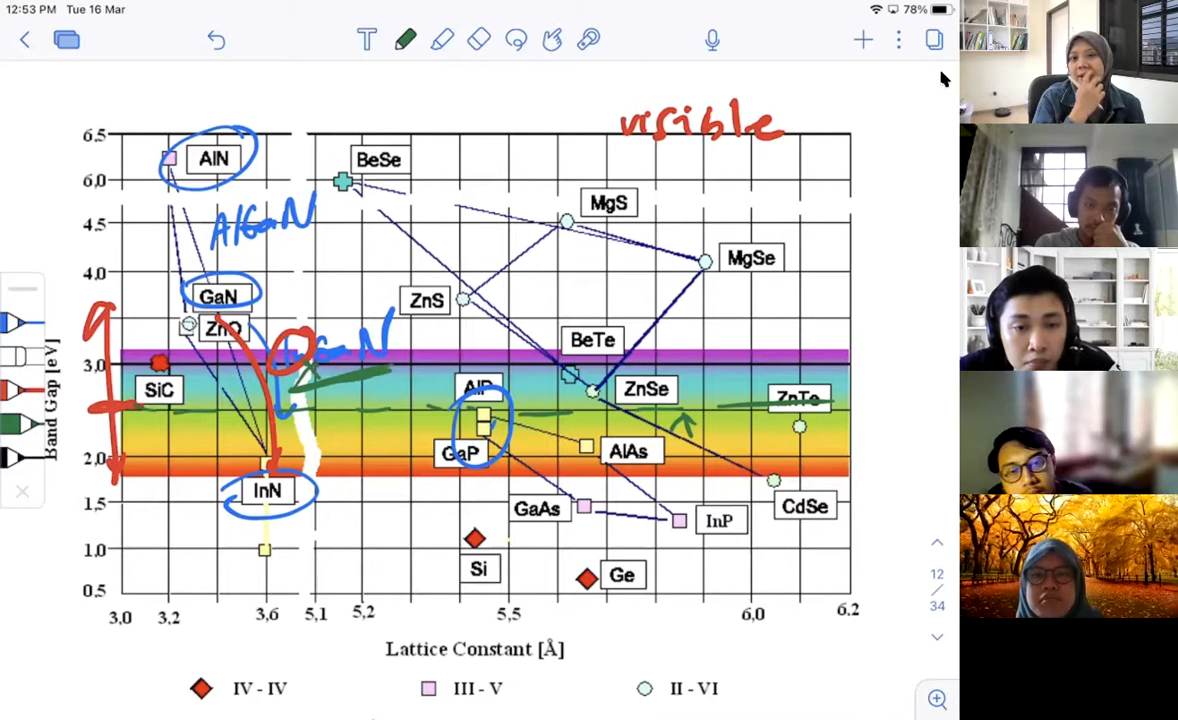 12:53 PM Tue 16 Mar
78%
visible
6.5
AlN
BeSe
6.0
AlGaN
MgS
4.5
MgSe
4.0
GaN
ZnS
ZnO
InGaN
BeTe
3.0
SiC
AlP
ZnSe
ZnTe
Band Gap [eV]
GaP
AlAs
2.0
InN
1.5
GaAs
InP
CdSe
1.0
Si
Ge
0.5
12
/
34
3,0
3,2
3,6
5,1
5,2
5,5
6,0
6.2
Lattice Constant [Å]
IV - IV
III - V
II - VI